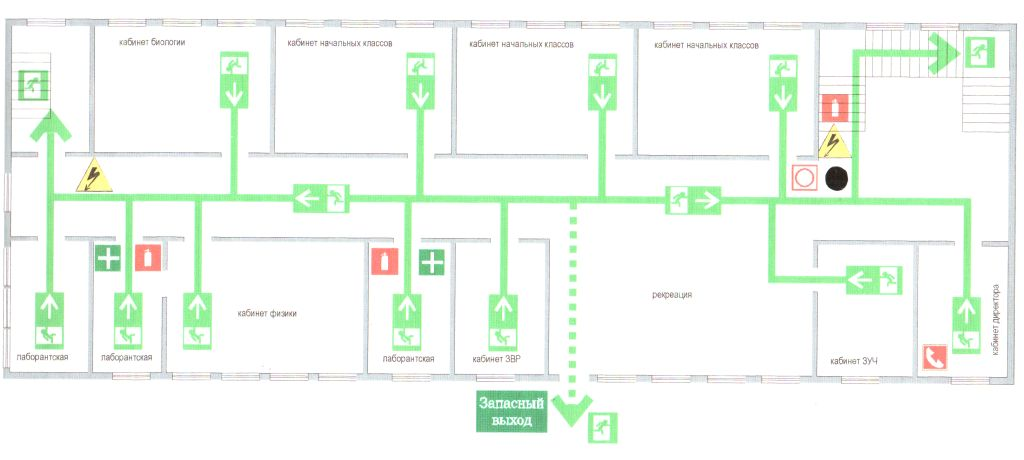 кабинет биологии
кабинет начальных классов
кабинет начальных классов
кабинет начальных классов
рекреация
кабинет физики
кабинет директора
лаборантская
лаборантская
лаборантская
кабинет ЗВР
кабинет ЗУЧ
Запасный
выход